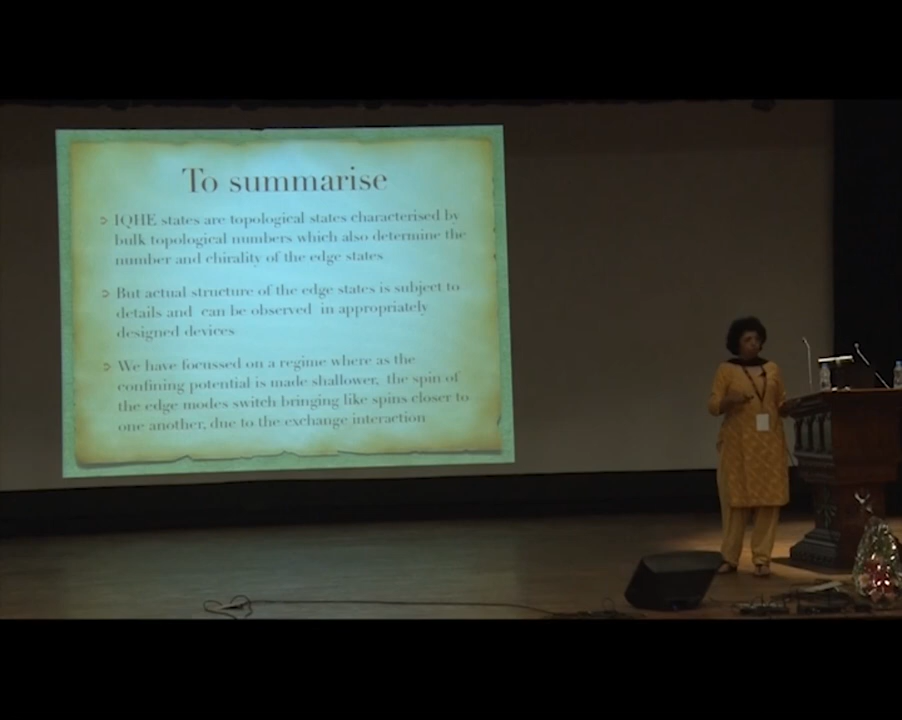 To summarise
IQHE states are topological states characterised by
bulk topological numbers which also determine the
number and chirality of the edge states
But actual structure of the edge states is subject to
details and can be observed in appropriately
designed devices
We have focussed on a regime where as the
confining potential is made shallower, the spin of
the edge modes switch bringing like spins closer to
one another, due to the exchange interaction